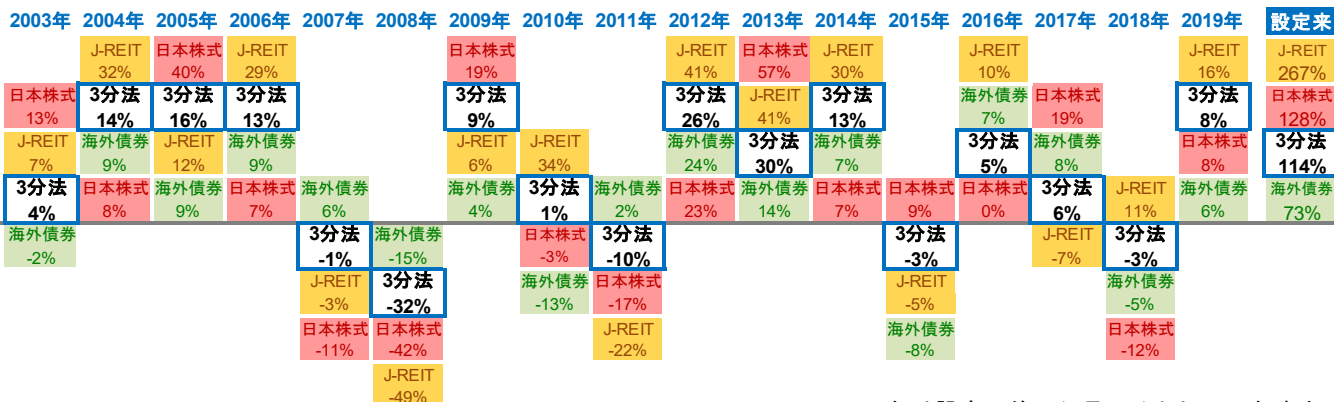 2003年 2004年 2005年 2006年 2007年 2008年 2009年 2010年 2011年 2012年 2013年 2014年 2015年 2016年 2017年 2018年 2019年 設定来
J-REIT 日本株式 J-REIT 日本株式 J-REIT 日本株式 J-REIT J-REIT J-REIT J-REIT
32% 40% 29% 19% 41% 57% 30% 10% 16% 267%
日本株式 3分法 3分法 3分法 3分法 3分法 J-REIT 3分法 海外債券 日本株式 3分法 日本株式
13% 14% 16% 13% 9% 26% 41% 13% 7% 19% 8% 128%
J-REIT 海外債券 J-REIT 海外債券 J-REIT J-REIT 海外債券 3分法 海外債券 3分法 海外債券 日本株式 3分法
7% 9% 12% 9% 6% 34% 24% 30% 7% 5% 8% 8% 114%
3分法 日本株式 海外債券 日本株式 海外債券 海外債券 3分法 海外債券 日本株式 海外債券 日本株式 日本株式 日本株式 3分法 J-REIT 海外債券 海外債券
4% 8% 9% 7% 6% 4% 1% 2% 23% 14% 7% 9% 0% 6% 11% 6% 73%
海外債券 3分法 海外債券 日本株式 3分法 3分法 J-REIT 3分法
-2% -1% -15% -3% -10% -3% -7% -3%
J-REIT 3分法 海外債券 日本株式 J-REIT 海外債券
-3% -32% -13% -17% -5% -5%
日本株式 日本株式 J-REIT 海外債券 日本株式
-11% -42% -22% -8% -12%
J-REIT
-49%